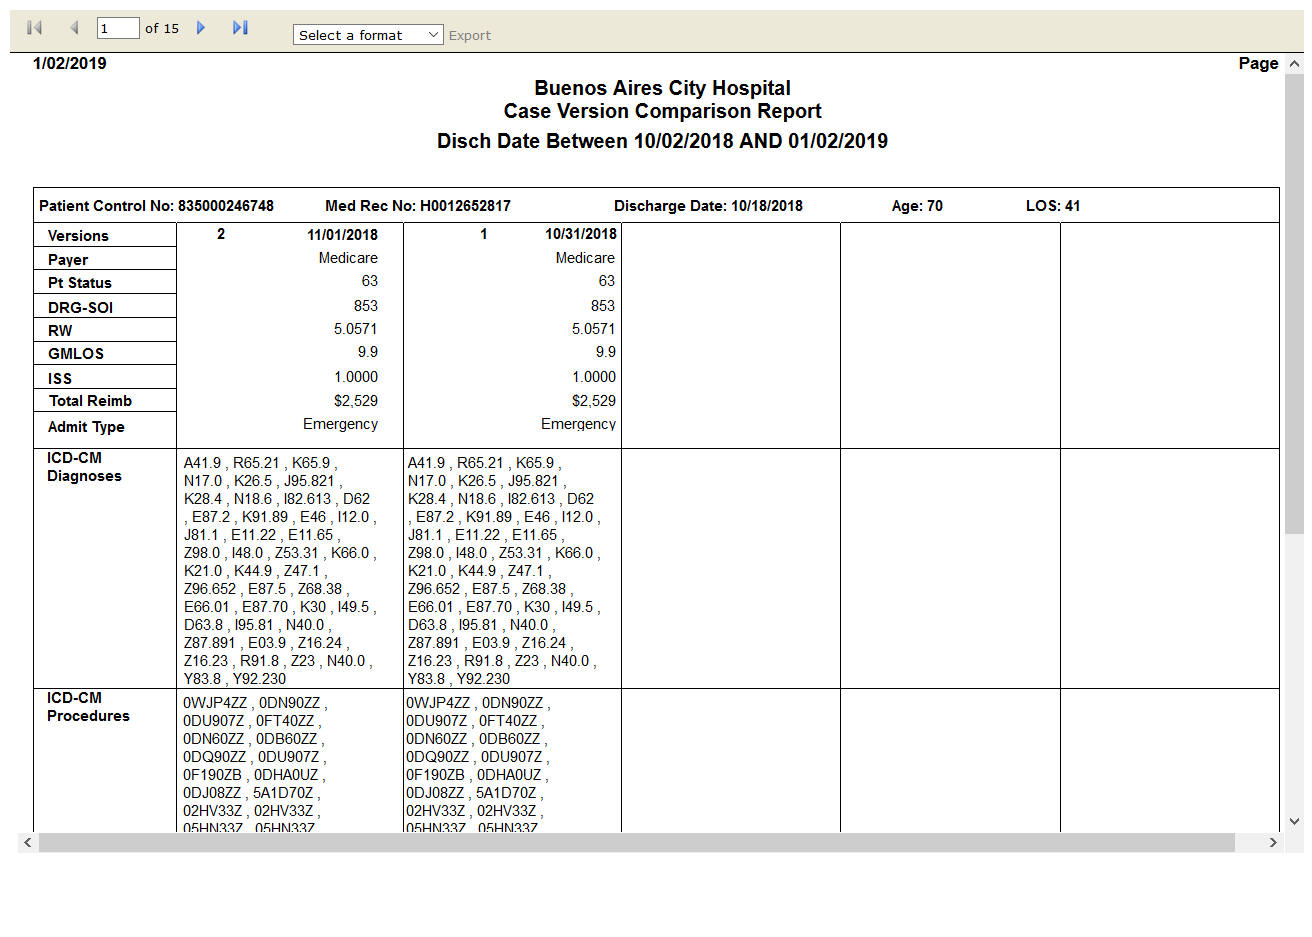 1 of 15 Select a format Export
1/02/2019 Page
Buenos Aires City Hospital
Case Version Comparison Report
Disch Date Between 10/02/2018 AND 01/02/2019
Patient Control No: 835000246748 Med Rec No: H0012652817 Discharge Date: 10/18/2018 Age: 70 LOS: 41
Versions 2 11/01/2018 1 10/31/2018
Payer Medicare Medicare
Pt Status 63 63
DRG-SOI 853 853
RW 5.0571 5.0571
GMLOS 9.9 9.9
ISS 1.0000 1.0000
Total Reimb $2,529 $2,529
Admit Type Emergency Emergency
ICD-CM
Diagnoses
A41.9 , R65.21 , K65.9 ,
N17.0 , K26.5 , J95.821 ,
K28.4 , N18.6 , I82.613 , D62
, E87.2 , K91.89 , E46 , I12.0 ,
J81.1 , E11.22 , E11.65 ,
Z98.0 , I48.0 , Z53.31 , K66.0 ,
K21.0 , K44.9 , Z47.1 ,
Z96.652 , E87.5 , Z68.38 ,
E66.01 , E87.70 , K30 , I49.5 ,
D63.8 , I95.81 , N40.0 ,
Z87.891 , E03.9 , Z16.24 ,
Z16.23 , R91.8 , Z23 , N40.0 ,
Y83.8 , Y92.230
A41.9 , R65.21 , K65.9 ,
N17.0 , K26.5 , J95.821 ,
K28.4 , N18.6 , I82.613 , D62
, E87.2 , K91.89 , E46 , I12.0 ,
J81.1 , E11.22 , E11.65 ,
Z98.0 , I48.0 , Z53.31 , K66.0 ,
K21.0 , K44.9 , Z47.1 ,
Z96.652 , E87.5 , Z68.38 ,
E66.01 , E87.70 , K30 , I49.5 ,
D63.8 , I95.81 , N40.0 ,
Z87.891 , E03.9 , Z16.24 ,
Z16.23 , R91.8 , Z23 , N40.0 ,
Y83.8 , Y92.230
ICD-CM
Procedures
0WJP4ZZ , 0DN90ZZ ,
0DU907Z , 0FT40ZZ ,
0DN60ZZ , 0DB60ZZ ,
0DQ90ZZ , 0DU907Z ,
0F190ZB , 0DHA0UZ ,
0DJ08ZZ , 5A1D70Z ,
02HV33Z , 02HV33Z ,
05HN33Z , 05HN33Z
0WJP4ZZ , 0DN90ZZ ,
0DU907Z , 0FT40ZZ ,
0DN60ZZ , 0DB60ZZ ,
0DQ90ZZ , 0DU907Z ,
0F190ZB , 0DHA0UZ ,
0DJ08ZZ , 5A1D70Z ,
02HV33Z , 02HV33Z ,
05HN33Z , 05HN33Z